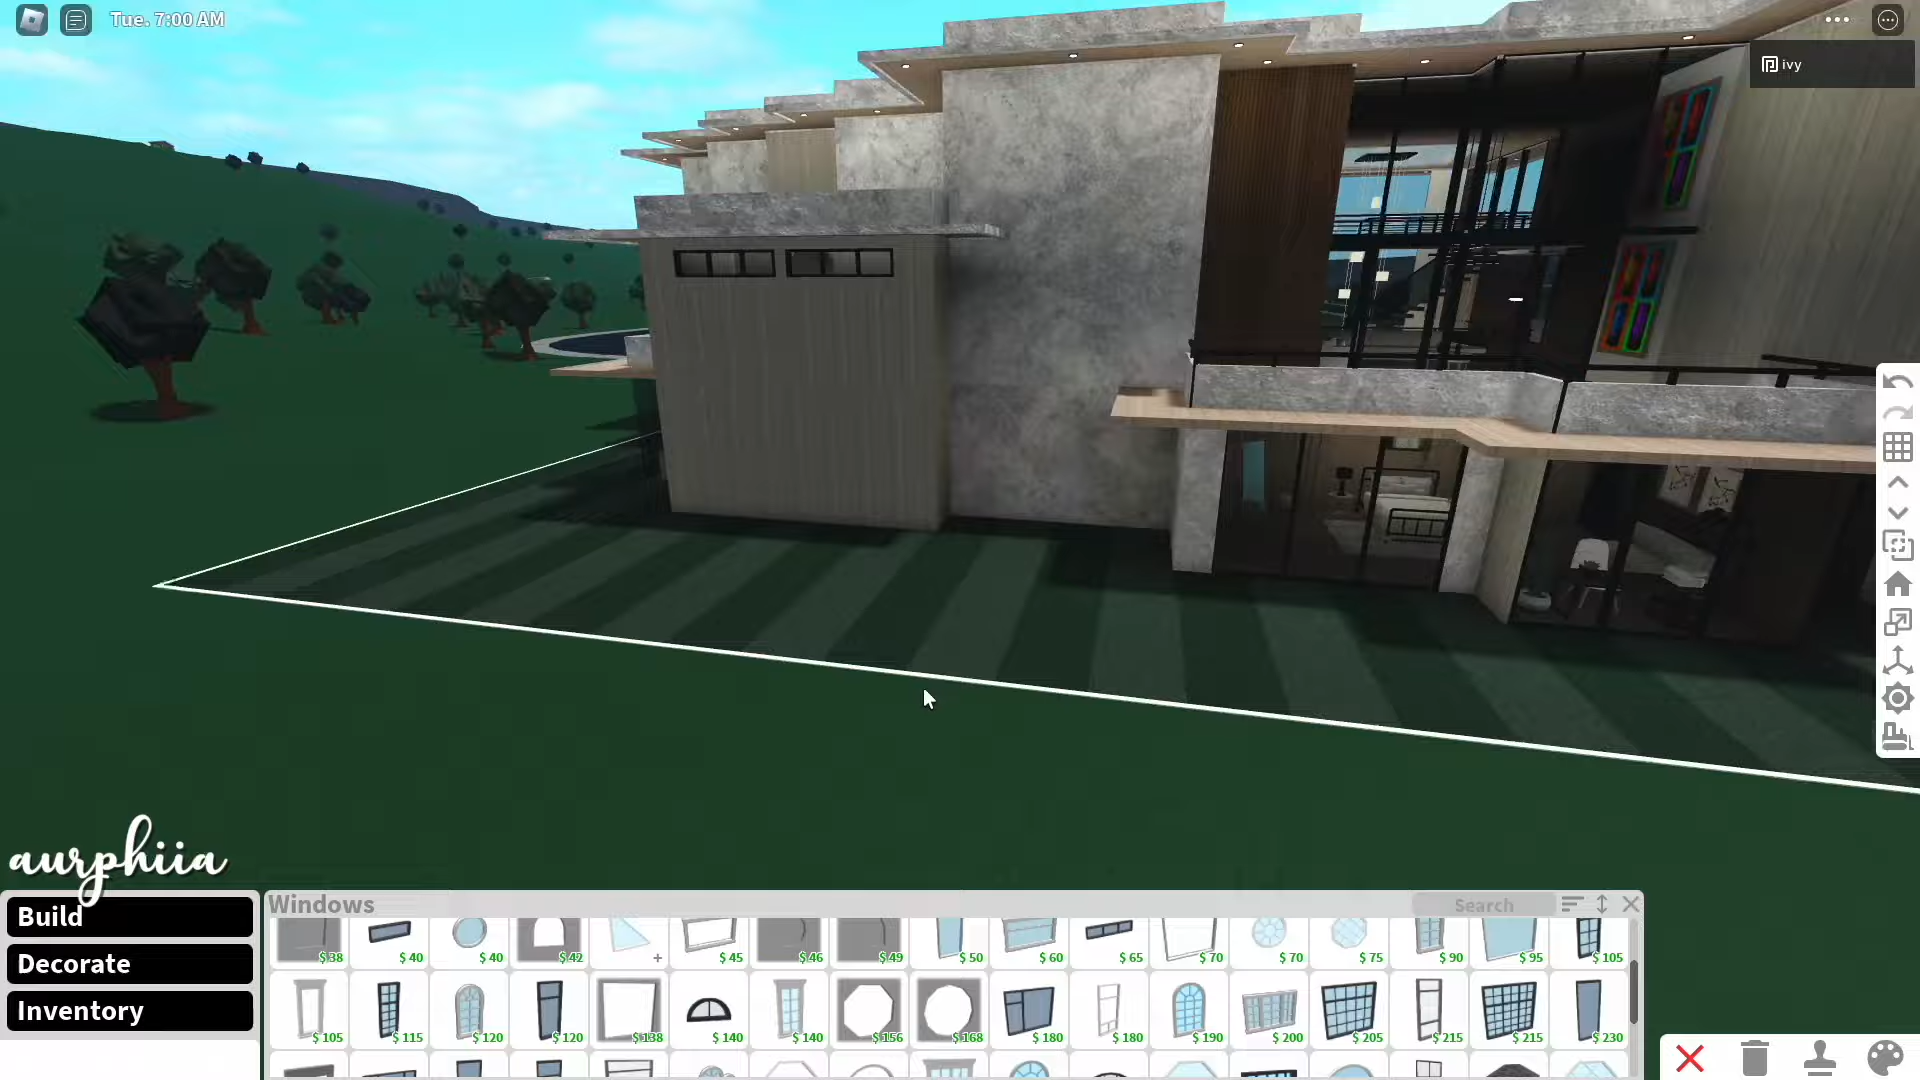 Tue. 7:00 AM
ivy
aurphiia
Build
Decorate
Inventory
Windows
Search
$38 $40 $40 $42 + $45 $46 $49 $50 $60 $65 $70 $70 $75 $90 $95 $105
$105 $115 $120 $120 $138 $140 $140 $156 $168 $180 $180 $190 $200 $205 $215 $215 $230